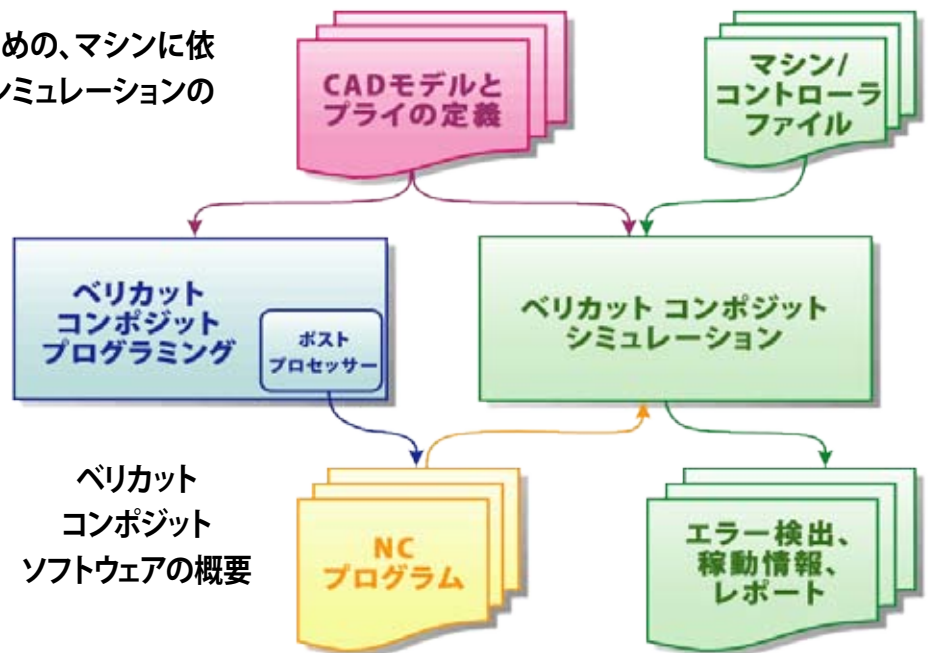 めの、マシンに依
シミュレーションの
CADモデルと
プライの定義
マシン/
コントローラ
ファイル
ベリカット
コンポジット
プログラミング
ポスト
プロセッサー
ベリカット コンポジット
シミュレーション
ベリカット
コンポジット
ソフトウェアの概要
NC
プログラム
エラー検出、
稼動情報、
レポート